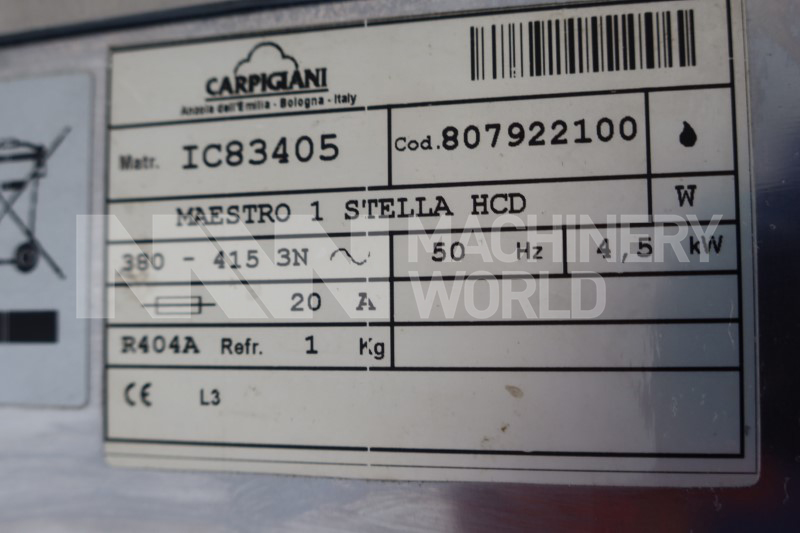 CARPIGIANI
Anzola dell'Emilia - Bologna - Italy
Matr. IC83405
Cod.807922100
MAESTRO 1 STELLA HCD
W
380 - 415 3N ~
50 Hz
4,5 kW
20 A
R404A Refr. 1 Kg
CE L3
MACHINERY
WORLD